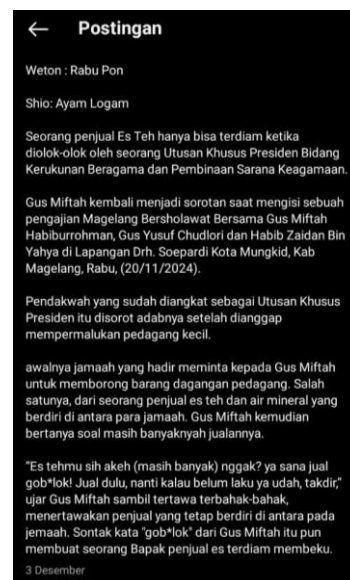 Postingan
Weton : Rabu Pon
Shio: Ayam Logam
Seorang penjual Es Teh hanya bisa terdiam ketika
diolok-olok oleh seorang Utusan Khusus Presiden Bidang
Kerukunan Beragama dan Pembinaan Sarana Keagamaan.
Gus Miftah kembali menjadi sorotan saat mengisi sebuah
pengajian Magelang Bersholawat Bersama Gus Miftah
Habiburrohman, Gus Yusuf Chudlori dan Habib Zaidan Bin
Yahya di Lapangan Drh. Soepardi Kota Mungkid, Kab
Magelang, Rabu, (20/11/2024).
Pendakwah yang sudah diangkat sebagai Utusan Khusus
Presiden itu disorot adabnya setelah dianggap
mempermalukan pedagang kecil.
awalnya jamaah yang hadir meminta kepada Gus Miftah
untuk memborong barang dagangan pedagang. Salah
satunya, dari seorang penjual es teh dan air mineral yang
berdiri di antara para jamaah. Gus Miftah kemudian
bertanya soal masih banyaknya jualannya.
"Es tehmu sih akeh (masih banyak) nggak? ya sana jual
gob*lok! Jual dulu, nanti kalau belum laku ya udah, takdir,"
ujar Gus Miftah sambil tertawa terbahak-bahak,
menertawakan penjual yang tetap berdiri di antara pada
jemaah. Sontak kata "gob*lok" dari Gus Miftah itu pun
membuat seorang Bapak penjual es terdiam membeku.
3 Desember